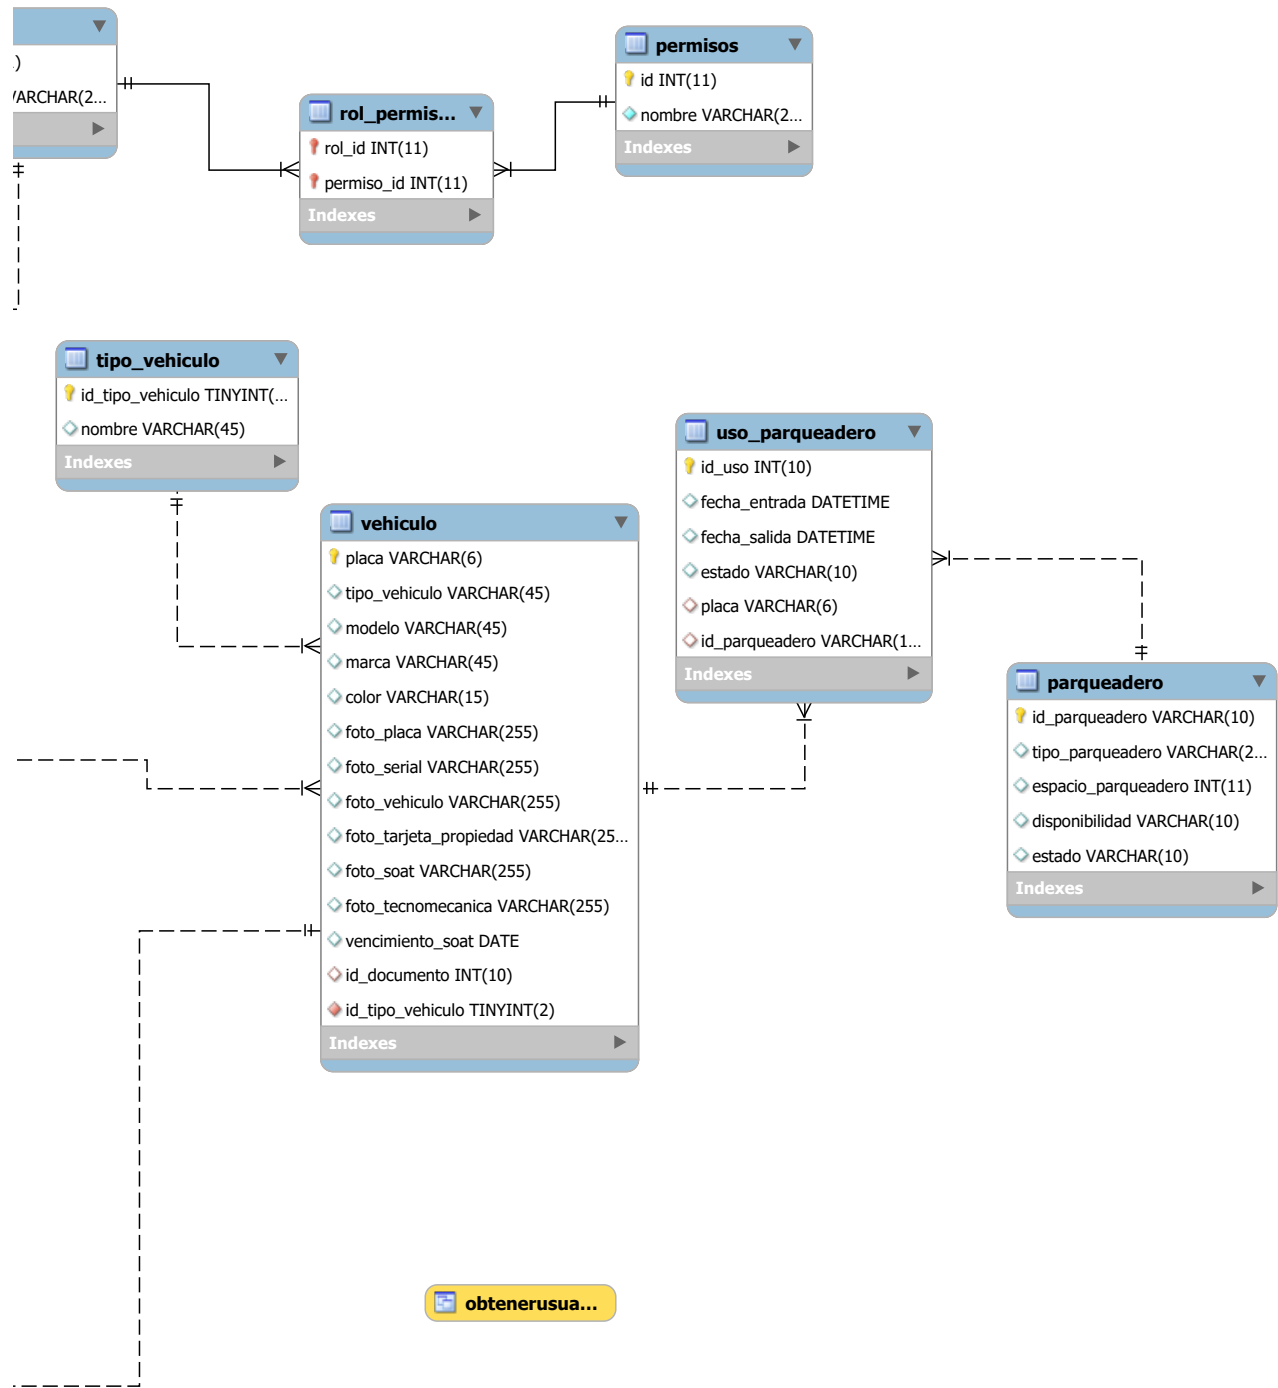 )
VARCHAR(2...
rol_permis...
rol_id INT(11)
permiso_id INT(11)
Indexes
permisos
id INT(11)
nombre VARCHAR(2...
Indexes
tipo_vehiculo
id_tipo_vehiculo TINYINT(...
nombre VARCHAR(45)
Indexes
vehiculo
placa VARCHAR(6)
tipo_vehiculo VARCHAR(45)
modelo VARCHAR(45)
marca VARCHAR(45)
color VARCHAR(15)
foto_placa VARCHAR(255)
foto_serial VARCHAR(255)
foto_vehiculo VARCHAR(255)
foto_tarjeta_propiedad VARCHAR(25...
foto_soat VARCHAR(255)
foto_tecnomecanica VARCHAR(255)
vencimiento_soat DATE
id_documento INT(10)
id_tipo_vehiculo TINYINT(2)
Indexes
uso_parqueadero
id_uso INT(10)
fecha_entrada DATETIME
fecha_salida DATETIME
estado VARCHAR(10)
placa VARCHAR(6)
id_parqueadero VARCHAR(1...
Indexes
parqueadero
id_parqueadero VARCHAR(10)
tipo_parqueadero VARCHAR(2...
espacio_parqueadero INT(11)
disponibilidad VARCHAR(10)
estado VARCHAR(10)
Indexes
obtenerusua...